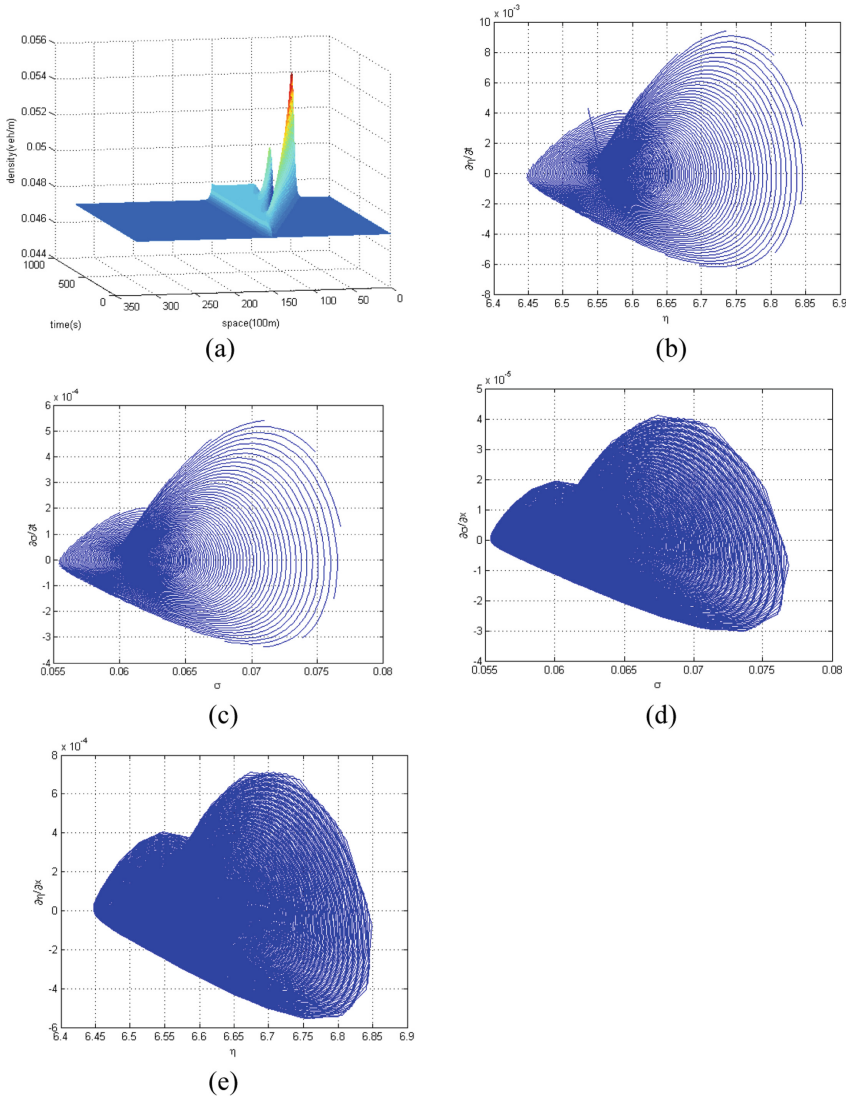 0.056
0.054
0.052
0.05
0.048
0.046
0.044
density(veh/m)
1000
500
0
time(s)
350
300
250
200
150
100
50
0
space(100m)
(a)
x 10⁻³
10
8
6
4
2
0
-2
-4
-6
-8
∂η/∂t
6.4 6.45 6.5 6.55 6.6 6.65 6.7 6.75 6.8 6.85 6.9
η
(b)
x 10⁻⁴
6
5
4
3
2
1
0
-1
-2
-3
-4
∂σ/∂t
0.055 0.06 0.065 0.07 0.075 0.08
σ
(c)
x 10⁻⁵
5
4
3
2
1
0
-1
-2
-3
-4
∂σ/∂x
0.055 0.06 0.065 0.07 0.075 0.08
σ
(d)
x 10⁻⁴
8
6
4
2
0
-2
-4
-6
∂η/∂x
6.4 6.45 6.5 6.55 6.6 6.65 6.7 6.75 6.8 6.85 6.9
η
(e)